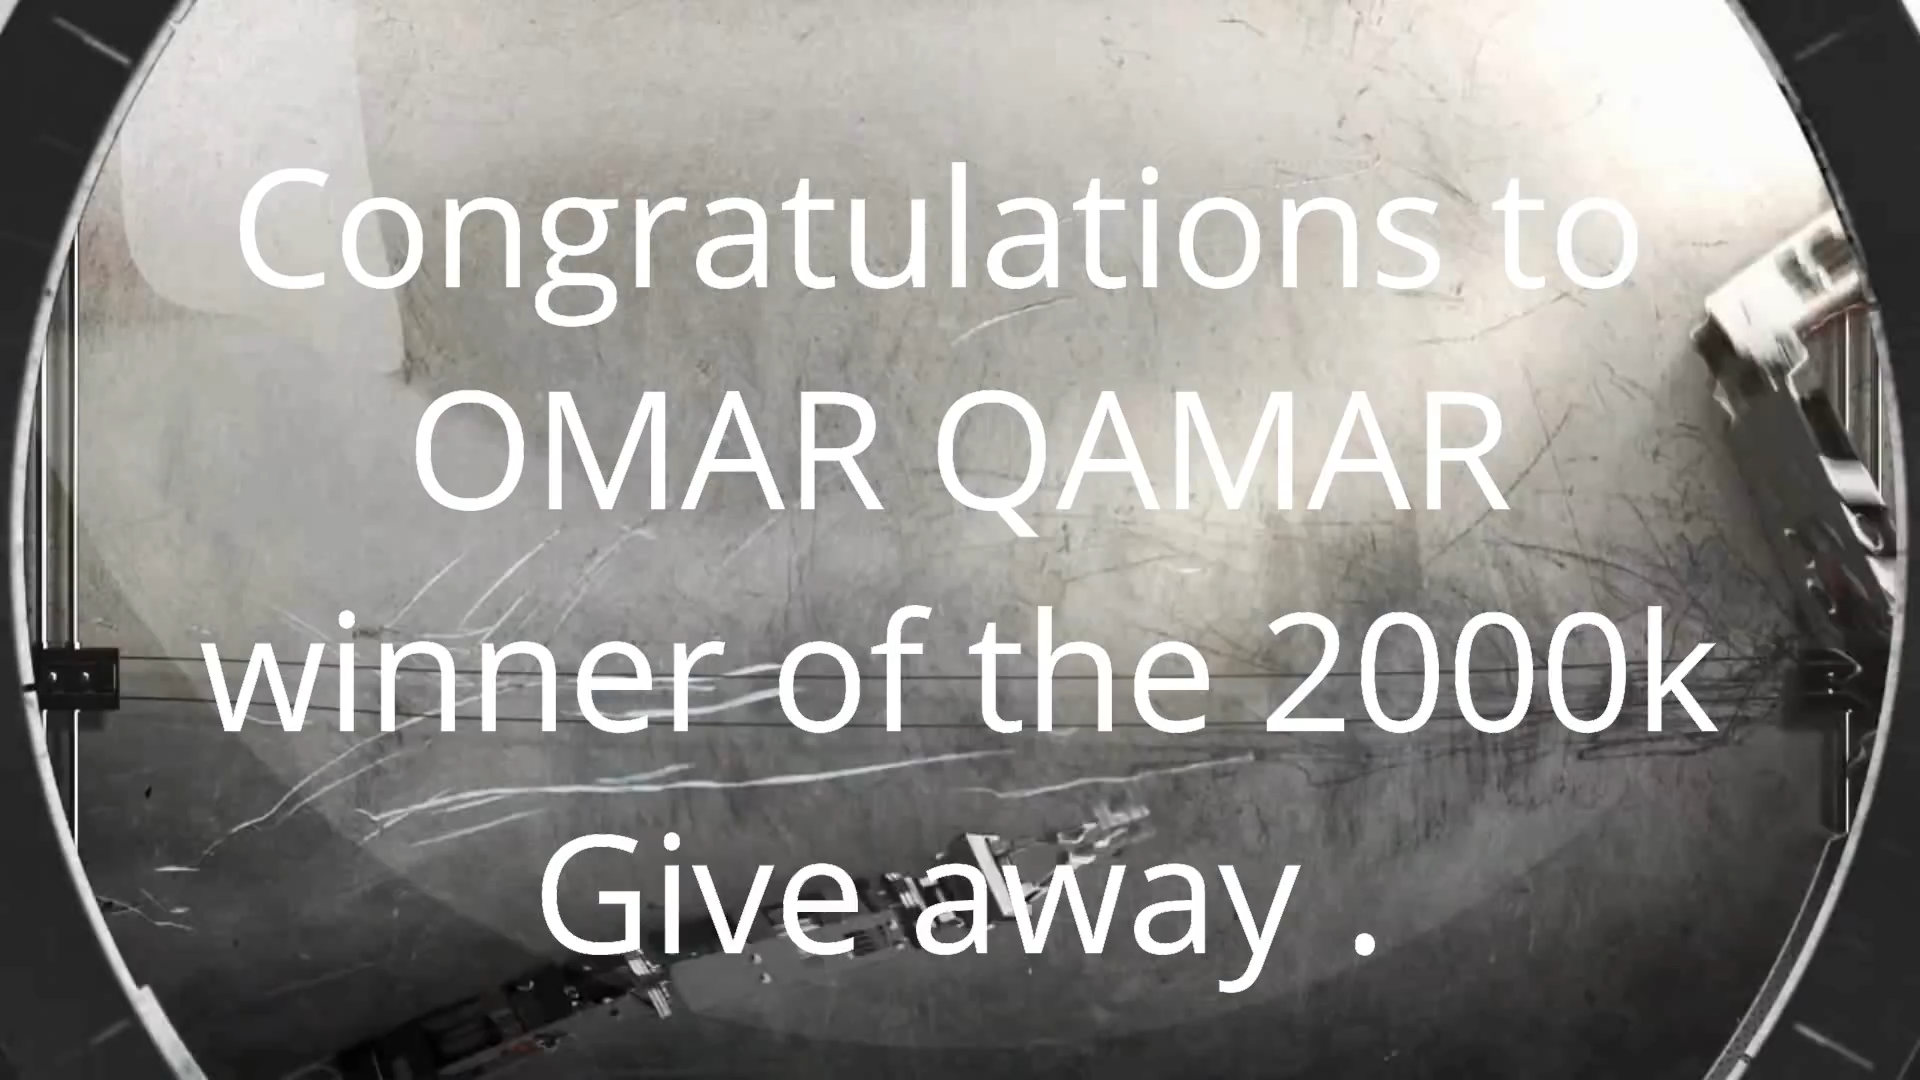 Congratulations to
OMAR QAMAR
winner of the 2000k
Give away .